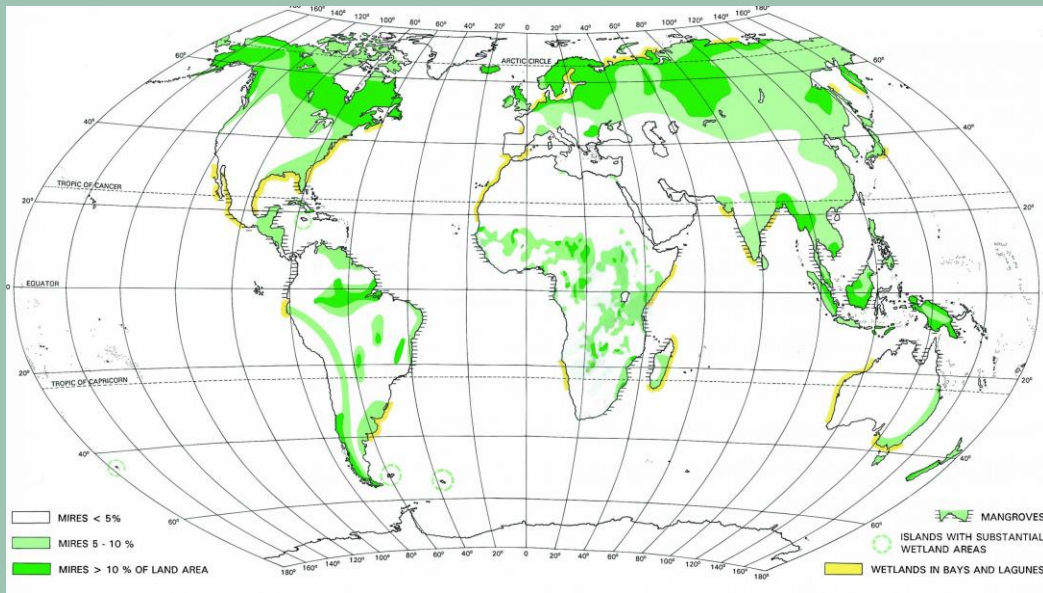 180° 160° 140° 120° 100° 80° 60° 40° 20° 0 20° 40° 60° 80° 100° 120° 140° 160° 180°
60°
60°
ARCTIC CIRCLE
40°
40°
TROPIC OF CANCER
20°
20°
0
EQUATOR
0
20°
20°
TROPIC OF CAPRICORN
40°
40°
60°
60°
180° 160° 140° 120° 100° 80° 60° 40° 20° 0 20° 40° 60° 80° 100° 120° 140° 160° 180°
MIRES < 5%
MIRES 5 - 10 %
MIRES > 10 % OF LAND AREA
MANGROVES
ISLANDS WITH SUBSTANTIAL
WETLAND AREAS
WETLANDS IN BAYS AND LAGUNES